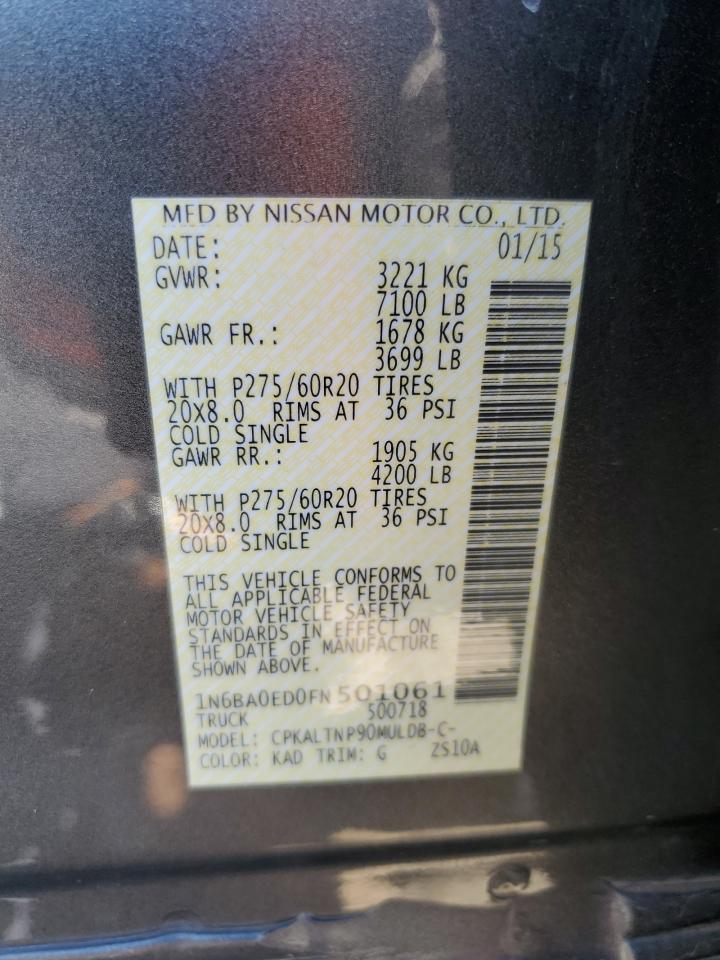 MFD BY NISSAN MOTOR CO., LTD.
DATE: 01/15
GVWR: 3221 KG
7100 LB
GAWR FR.: 1678 KG
3699 LB
WITH P275/60R20 TIRES
20X8.0 RIMS AT 36 PSI
COLD SINGLE
GAWR RR.: 1905 KG
4200 LB
WITH P275/60R20 TIRES
20X8.0 RIMS AT 36 PSI
COLD SINGLE
THIS VEHICLE CONFORMS TO
ALL APPLICABLE FEDERAL
MOTOR VEHICLE SAFETY
STANDARDS IN EFFECT ON
THE DATE OF MANUFACTURE
SHOWN ABOVE.
1N6BA0ED0FN501061
TRUCK 500718
MODEL: CPKALTNP90MULDB-C-
COLOR: KAD TRIM: G ZS10A